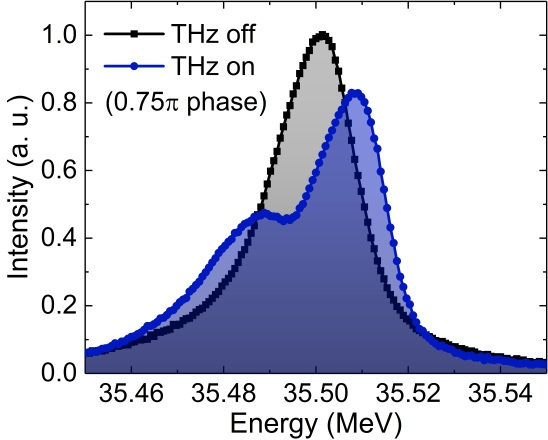 THz off
THz on
(0.75π phase)
Intensity (a. u.)
1.0
0.8
0.6
0.4
0.2
0.0
35.46 35.48 35.50 35.52 35.54
Energy (MeV)